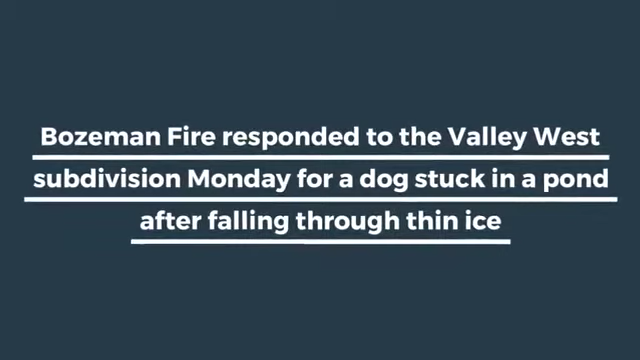 Bozeman Fire responded to the Valley West
subdivision Monday for a dog stuck in a pond
after falling through thin ice